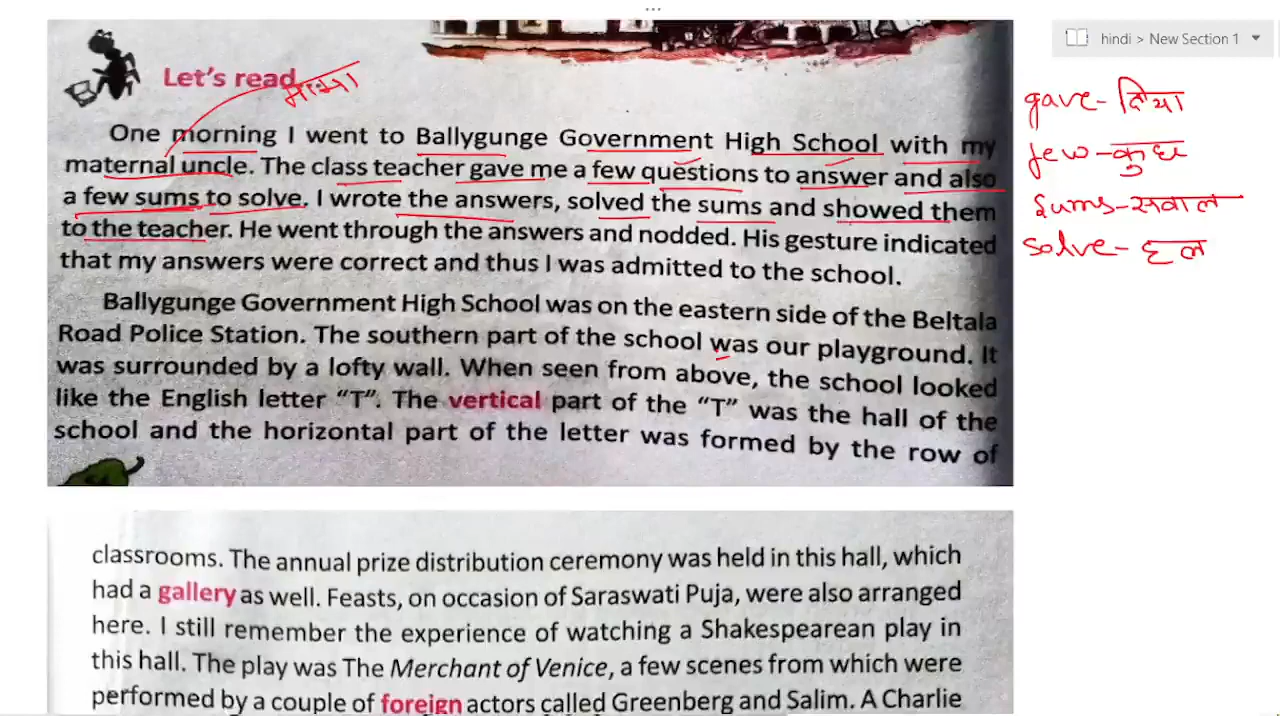 ...
hindi > New Section 1
Let's read
मामा
One morning I went to Ballygunge Government High School with my
maternal uncle. The class teacher gave me a few questions to answer and also
a few sums to solve. I wrote the answers, solved the sums and showed them
to the teacher. He went through the answers and nodded. His gesture indicated
that my answers were correct and thus I was admitted to the school.
Ballygunge Government High School was on the eastern side of the Beltala
Road Police Station. The southern part of the school was our playground. It
was surrounded by a lofty wall. When seen from above, the school looked
like the English letter “T”. The vertical part of the “T” was the hall of the
school and the horizontal part of the letter was formed by the row of
classrooms. The annual prize distribution ceremony was held in this hall, which
had a gallery as well. Feasts, on occasion of Saraswati Puja, were also arranged
here. I still remember the experience of watching a Shakespearean play in
this hall. The play was The Merchant of Venice, a few scenes from which were
performed by a couple of foreign actors called Greenberg and Salim. A Charlie
gave- दिया
few- कुछ
sums- सवाल
solve- हल